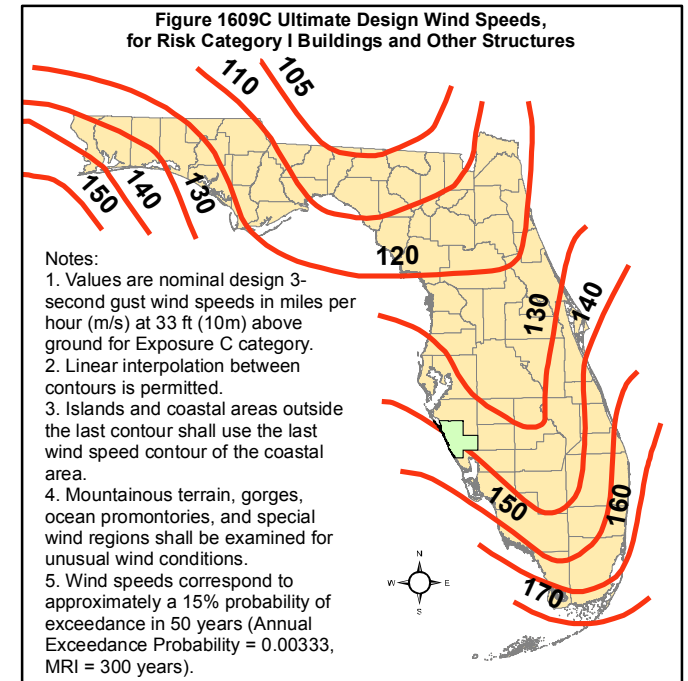 Figure 1609C Ultimate Design Wind Speeds,
for Risk Category I Buildings and Other Structures
105
110
150
140
130
120
130
140
150
160
170
Notes:
1. Values are nominal design 3-
second gust wind speeds in miles per
hour (m/s) at 33 ft (10m) above
ground for Exposure C category.
2. Linear interpolation between
contours is permitted.
3. Islands and coastal areas outside
the last contour shall use the last
wind speed contour of the coastal
area.
4. Mountainous terrain, gorges,
ocean promontories, and special
wind regions shall be examined for
unusual wind conditions.
5. Wind speeds correspond to
approximately a 15% probability of
exceedance in 50 years (Annual
Exceedance Probability = 0.00333,
MRI = 300 years).
N
W E
S